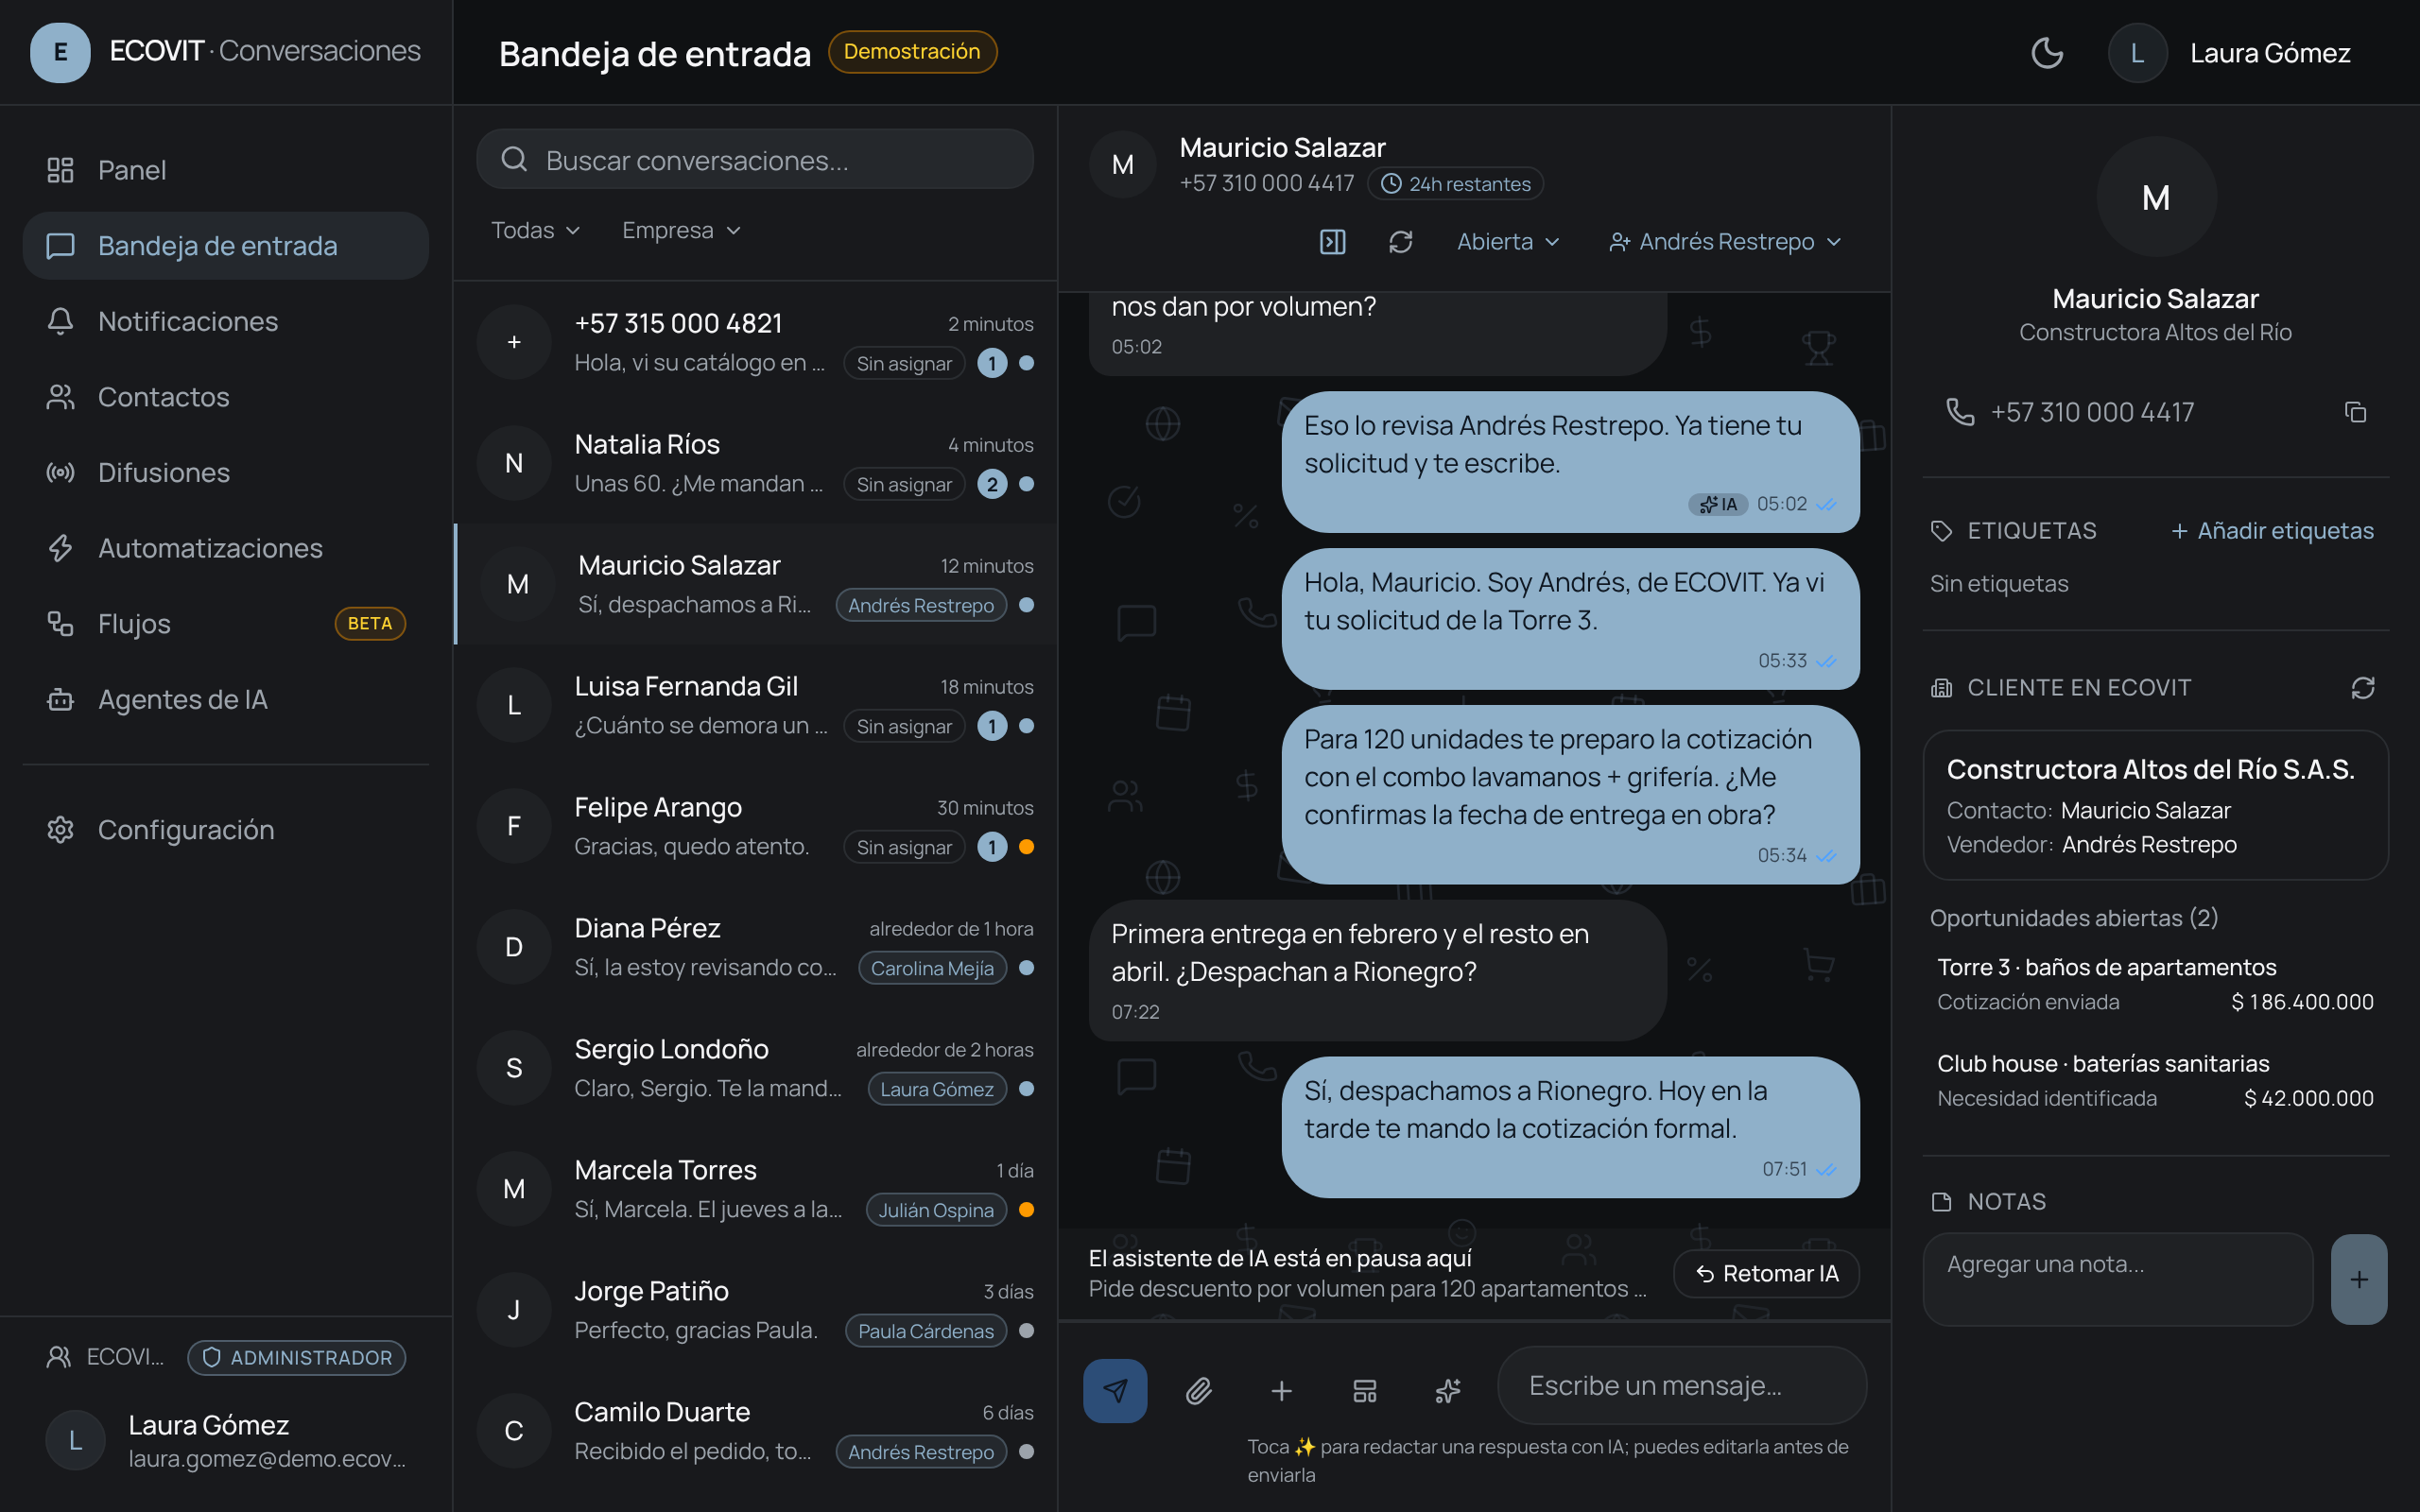 E
ECOVIT · Conversaciones
Bandeja de entrada
Demostración
L
Laura Gómez
Panel
Bandeja de entrada
Notificaciones
Contactos
Difusiones
Automatizaciones
Flujos
BETA
Agentes de IA
Configuración
ECOVI...
ADMINISTRADOR
L
Laura Gómez
laura.gomez@demo.ecov...
Buscar conversaciones...
Todas
Empresa
+
+57 315 000 4821
2 minutos
Hola, vi su catálogo en ...
Sin asignar
1
N
Natalia Ríos
4 minutos
Unas 60. ¿Me mandan ...
Sin asignar
2
M
Mauricio Salazar
12 minutos
Sí, despachamos a Ri...
Andrés Restrepo
L
Luisa Fernanda Gil
18 minutos
¿Cuánto se demora un ...
Sin asignar
1
F
Felipe Arango
30 minutos
Gracias, quedo atento.
Sin asignar
1
D
Diana Pérez
alrededor de 1 hora
Sí, la estoy revisando co...
Carolina Mejía
S
Sergio Londoño
alrededor de 2 horas
Claro, Sergio. Te la mand...
Laura Gómez
M
Marcela Torres
1 día
Sí, Marcela. El jueves a la...
Julián Ospina
J
Jorge Patiño
3 días
Perfecto, gracias Paula.
Paula Cárdenas
C
Camilo Duarte
6 días
Recibido el pedido, to...
Andrés Restrepo
M
Mauricio Salazar
+57 310 000 4417
24h restantes
Abierta
Andrés Restrepo
nos dan por volumen?
05:02
Eso lo revisa Andrés Restrepo. Ya tiene tu
solicitud y te escribe.
IA
05:02
Hola, Mauricio. Soy Andrés, de ECOVIT. Ya vi
tu solicitud de la Torre 3.
05:33
Para 120 unidades te preparo la cotización
con el combo lavamanos + grifería. ¿Me
confirmas la fecha de entrega en obra?
05:34
Primera entrega en febrero y el resto en
abril. ¿Despachan a Rionegro?
07:22
Sí, despachamos a Rionegro. Hoy en la
tarde te mando la cotización formal.
07:51
El asistente de IA está en pausa aquí
Pide descuento por volumen para 120 apartamentos ...
Retomar IA
Escribe un mensaje...
Toca ✨ para redactar una respuesta con IA; puedes editarla antes de
enviarla
M
Mauricio Salazar
Constructora Altos del Río
+57 310 000 4417
ETIQUETAS
+ Añadir etiquetas
Sin etiquetas
CLIENTE EN ECOVIT
Constructora Altos del Río S.A.S.
Contacto: Mauricio Salazar
Vendedor: Andrés Restrepo
Oportunidades abiertas (2)
Torre 3 · baños de apartamentos
Cotización enviada
$ 186.400.000
Club house · baterías sanitarias
Necesidad identificada
$ 42.000.000
NOTAS
Agregar una nota...
+